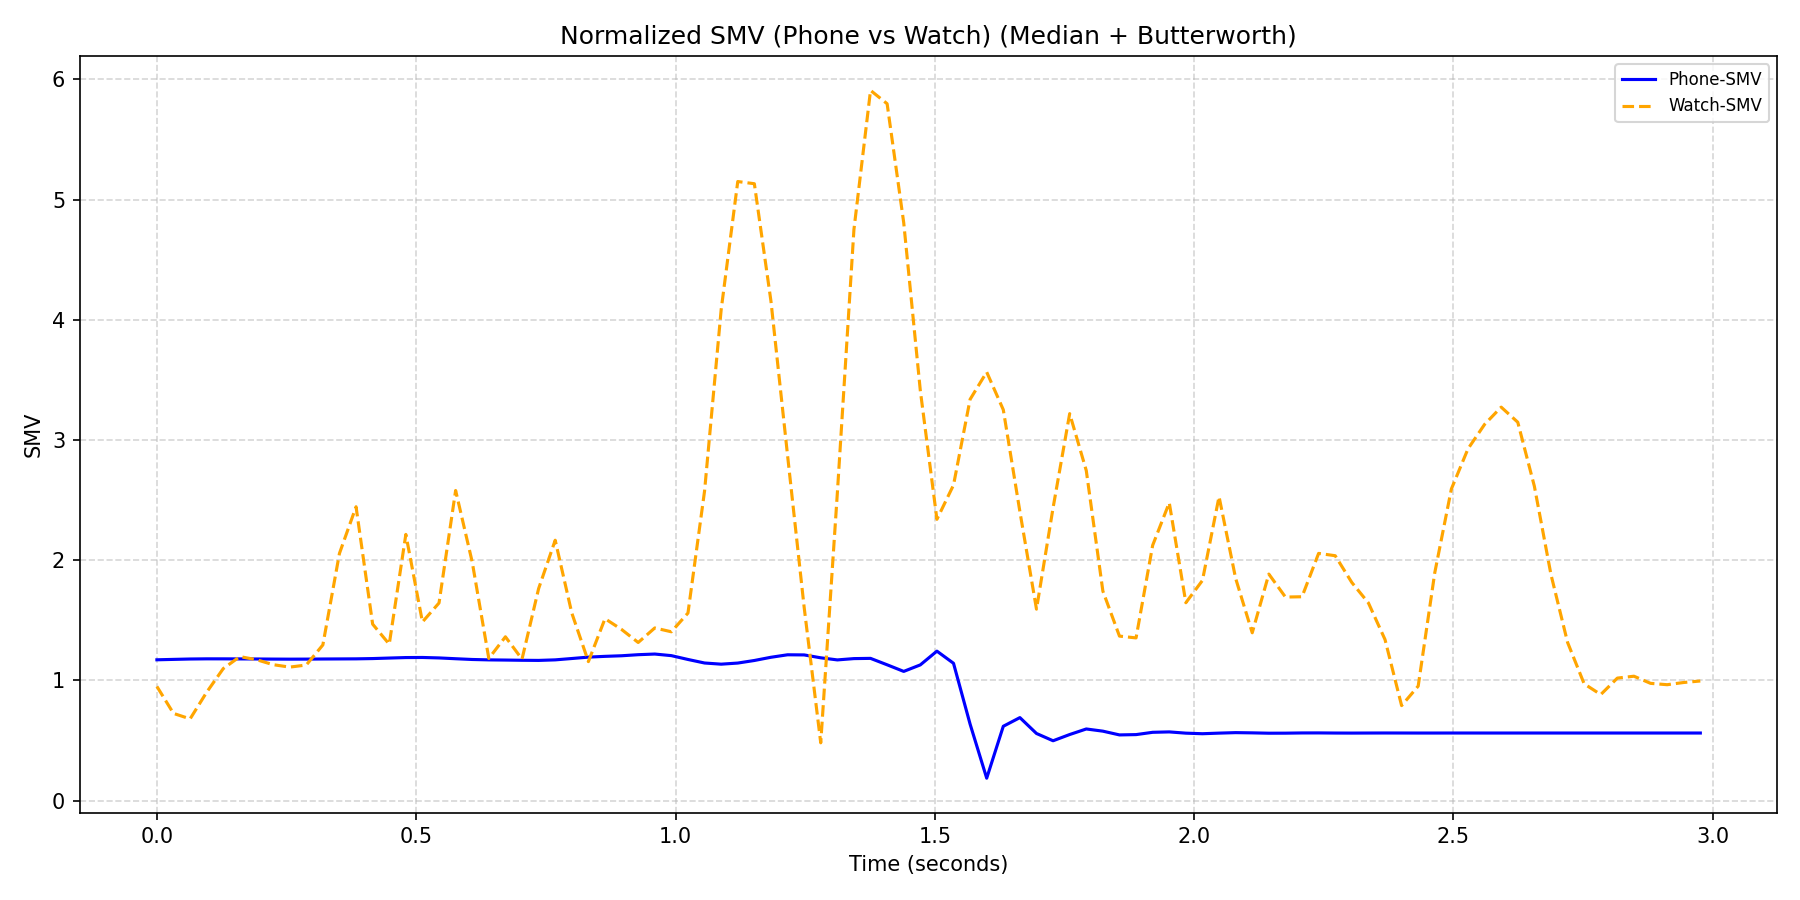 Normalized SMV (Phone vs Watch) (Median + Butterworth)
Phone-SMV
Watch-SMV
6
5
4
3
2
1
0
SMV
0.0 0.5 1.0 1.5 2.0 2.5 3.0
Time (seconds)